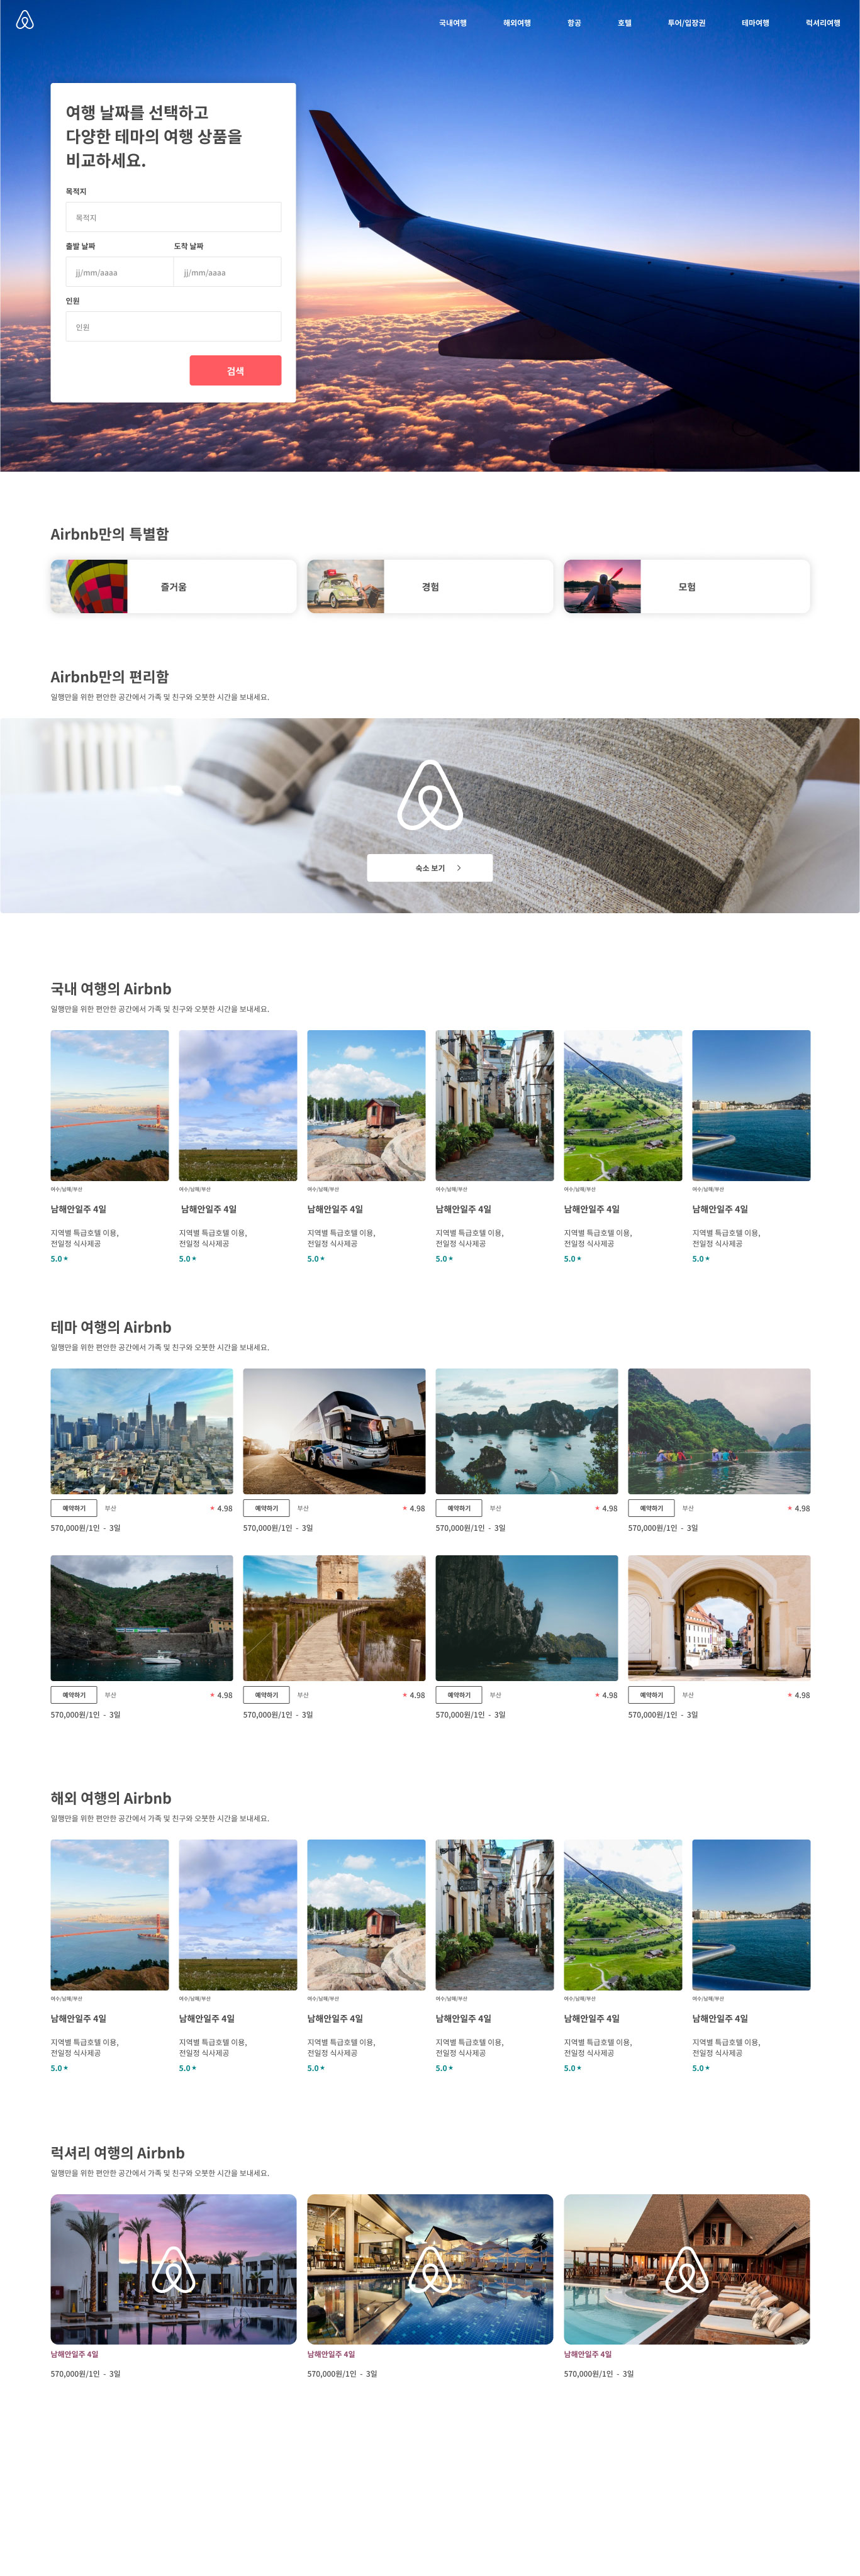 국내여행 해외여행 항공 호텔 투어/입장권 테마여행 럭셔리여행
여행 날짜를 선택하고
다양한 테마의 여행 상품을
비교하세요.
목적지
목적지
출발 날짜 도착 날짜
jj/mm/aaaa jj/mm/aaaa
인원
인원
검색
Airbnb만의 특별함
즐거움 경험 모험
Airbnb만의 편리함
일행만을 위한 편안한 공간에서 가족 및 친구와 오붓한 시간을 보내세요.
숙소 보기 >
국내 여행의 Airbnb
일행만을 위한 편안한 공간에서 가족 및 친구와 오붓한 시간을 보내세요.
여수/남해/부산 여수/남해/부산 여수/남해/부산 여수/남해/부산 여수/남해/부산 여수/남해/부산
남해안일주 4일 남해안일주 4일 남해안일주 4일 남해안일주 4일 남해안일주 4일 남해안일주 4일
지역별 특급호텔 이용, 지역별 특급호텔 이용, 지역별 특급호텔 이용, 지역별 특급호텔 이용, 지역별 특급호텔 이용, 지역별 특급호텔 이용,
전일정 식사제공 전일정 식사제공 전일정 식사제공 전일정 식사제공 전일정 식사제공 전일정 식사제공
5.0★ 5.0★ 5.0★ 5.0★ 5.0★ 5.0★
테마 여행의 Airbnb
일행만을 위한 편안한 공간에서 가족 및 친구와 오붓한 시간을 보내세요.
예약하기 부산 ★ 4.98 예약하기 부산 ★ 4.98 예약하기 부산 ★ 4.98 예약하기 부산 ★ 4.98
570,000원/1인 - 3일 570,000원/1인 - 3일 570,000원/1인 - 3일 570,000원/1인 - 3일
예약하기 부산 ★ 4.98 예약하기 부산 ★ 4.98 예약하기 부산 ★ 4.98 예약하기 부산 ★ 4.98
570,000원/1인 - 3일 570,000원/1인 - 3일 570,000원/1인 - 3일 570,000원/1인 - 3일
해외 여행의 Airbnb
일행만을 위한 편안한 공간에서 가족 및 친구와 오붓한 시간을 보내세요.
여수/남해/부산 여수/남해/부산 여수/남해/부산 여수/남해/부산 여수/남해/부산 여수/남해/부산
남해안일주 4일 남해안일주 4일 남해안일주 4일 남해안일주 4일 남해안일주 4일 남해안일주 4일
지역별 특급호텔 이용, 지역별 특급호텔 이용, 지역별 특급호텔 이용, 지역별 특급호텔 이용, 지역별 특급호텔 이용, 지역별 특급호텔 이용,
전일정 식사제공 전일정 식사제공 전일정 식사제공 전일정 식사제공 전일정 식사제공 전일정 식사제공
5.0★ 5.0★ 5.0★ 5.0★ 5.0★ 5.0★
럭셔리 여행의 Airbnb
일행만을 위한 편안한 공간에서 가족 및 친구와 오붓한 시간을 보내세요.
남해안일주 4일 남해안일주 4일 남해안일주 4일
570,000원/1인 - 3일 570,000원/1인 - 3일 570,000원/1인 - 3일